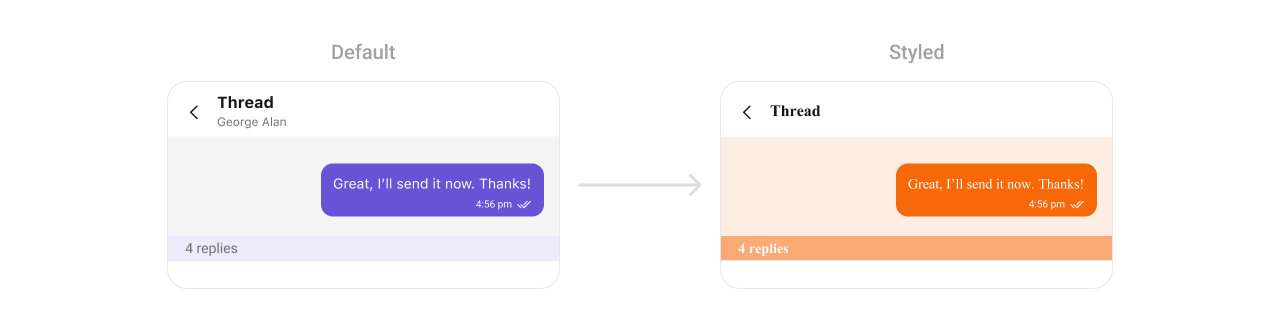 Default
Thread
George Alan
Great, I'll send it now. Thanks!
4:56 pm
4 replies
Styled
Thread
Great, I'll send it now. Thanks!
4:56 pm
4 replies